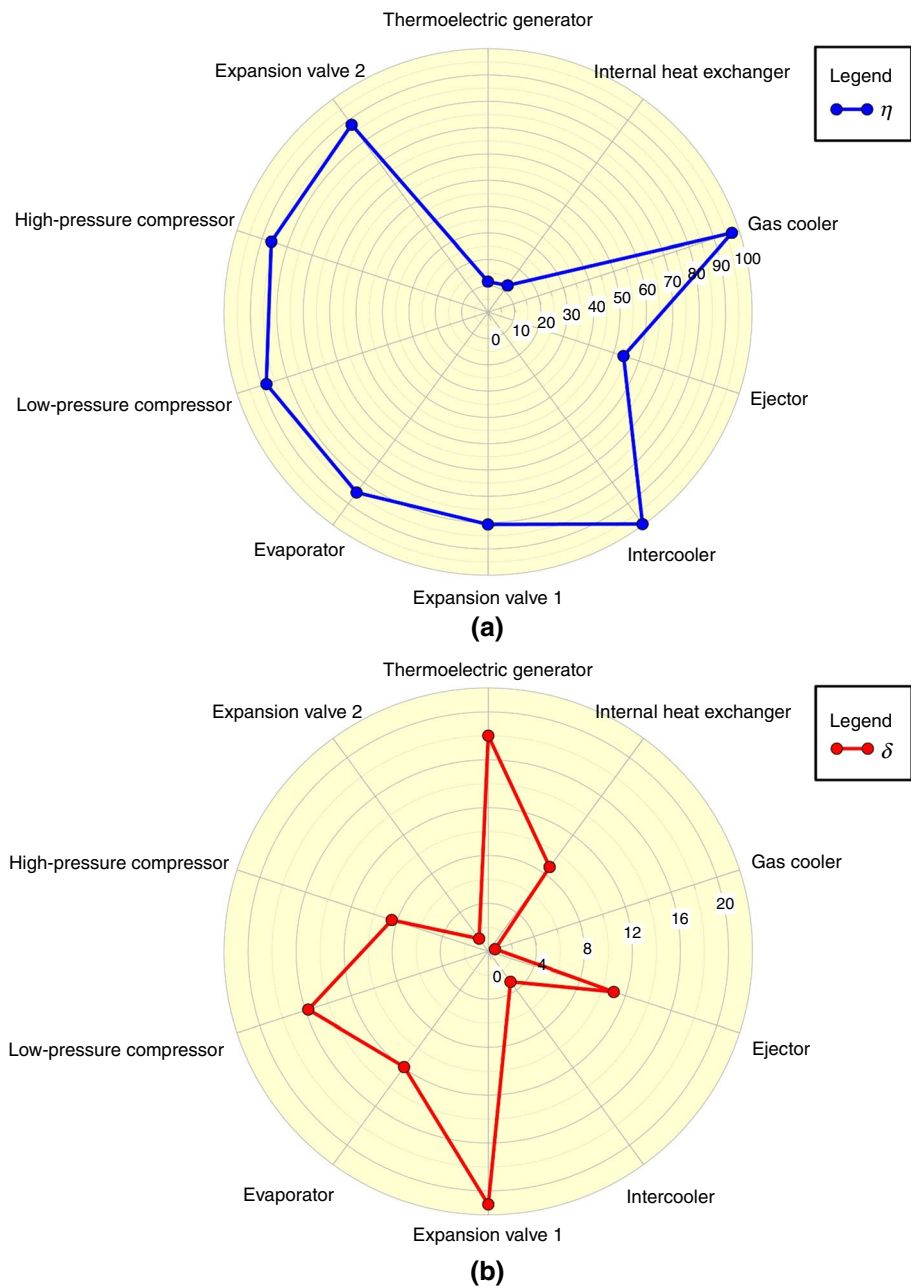 Thermoelectric generator
Expansion valve 2
Internal heat exchanger
Legend
η
High-pressure compressor
Gas cooler
0 10 20 30 40 50 60 70 80 90 100
Low-pressure compressor
Ejector
Evaporator
Intercooler
Expansion valve 1
(a)
Thermoelectric generator
Expansion valve 2
Internal heat exchanger
Legend
δ
High-pressure compressor
Gas cooler
0 4 8 12 16 20
Low-pressure compressor
Ejector
Evaporator
Intercooler
Expansion valve 1
(b)